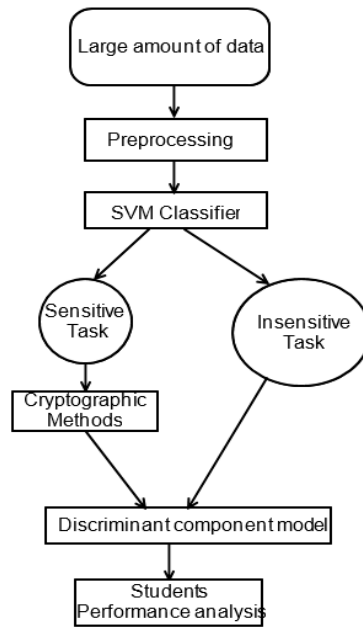 Large amount of data
Preprocessing
SVM Classifier
Sensitive
Task
Insensitive
Task
Cryptographic
Methods
Discriminant component model
Students
Performance analysis